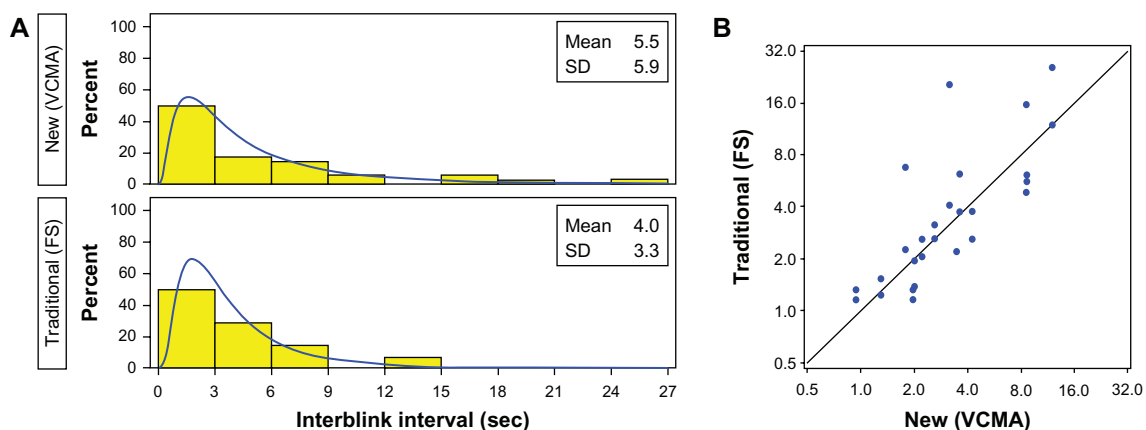 A
New (VCMA)
Percent
100
80
60
40
20
0
Mean 5.5
SD 5.9
Traditional (FS)
Percent
100
80
60
40
20
0
Mean 4.0
SD 3.3
0 3 6 9 12 15 18 21 24 27
Interblink interval (sec)
B
Traditional (FS)
32.0
16.0
8.0
4.0
2.0
1.0
0.5
0.5 1.0 2.0 4.0 8.0 16.0 32.0
New (VCMA)